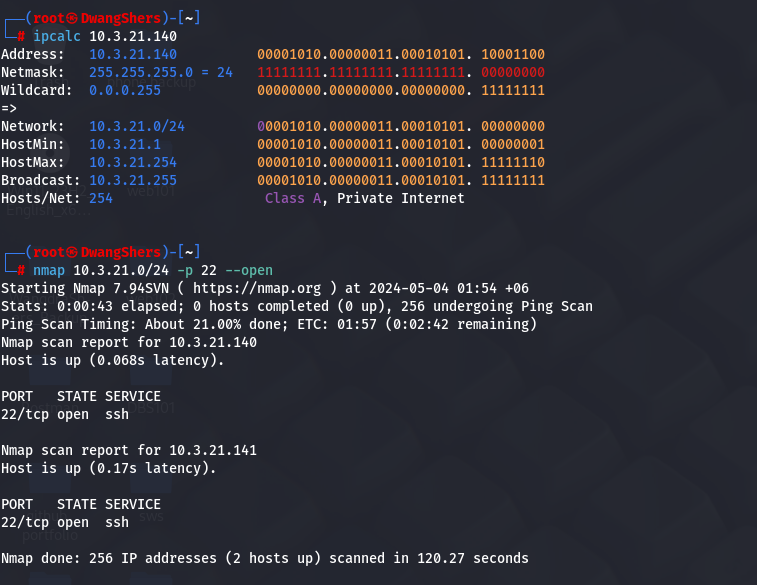 ┌──(root㉿DwangShers)-[~]
└─# ipcalc 10.3.21.140
Address:   10.3.21.140          00001010.00000011.00010101. 10001100
Netmask:   255.255.255.0 = 24   11111111.11111111.11111111. 00000000
Wildcard:  0.0.0.255            00000000.00000000.00000000. 11111111
=>
Network:   10.3.21.0/24         00001010.00000011.00010101. 00000000
HostMin:   10.3.21.1            00001010.00000011.00010101. 00000001
HostMax:   10.3.21.254          00001010.00000011.00010101. 11111110
Broadcast: 10.3.21.255          00001010.00000011.00010101. 11111111
Hosts/Net: 254                   Class A, Private Internet
┌──(root㉿DwangShers)-[~]
└─# nmap 10.3.21.0/24 -p 22 --open
Starting Nmap 7.94SVN ( https://nmap.org ) at 2024-05-04 01:54 +06
Stats: 0:00:43 elapsed; 0 hosts completed (0 up), 256 undergoing Ping Scan
Ping Scan Timing: About 21.00% done; ETC: 01:57 (0:02:42 remaining)
Nmap scan report for 10.3.21.140
Host is up (0.068s latency).
PORT   STATE SERVICE
22/tcp open  ssh
Nmap scan report for 10.3.21.141
Host is up (0.17s latency).
PORT   STATE SERVICE
22/tcp open  ssh
Nmap done: 256 IP addresses (2 hosts up) scanned in 120.27 seconds